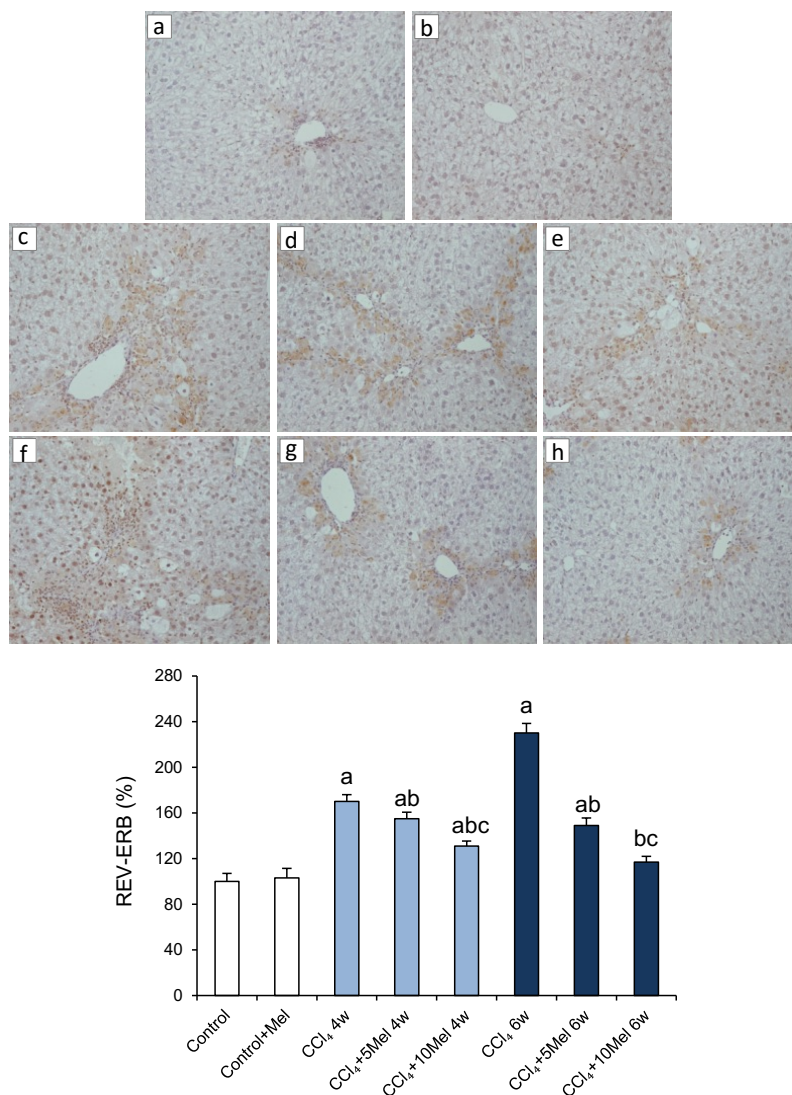 a
b
c
d
e
f
g
h
280
240
200
160
120
80
40
0
REV-ERB (%)
a
ab
abc
a
ab
bc
Control
Control+Mel
CCl₄ 4w
CCl₄+5Mel 4w
CCl₄+10Mel 4w
CCl₄ 6w
CCl₄+5Mel 6w
CCl₄+10Mel 6w